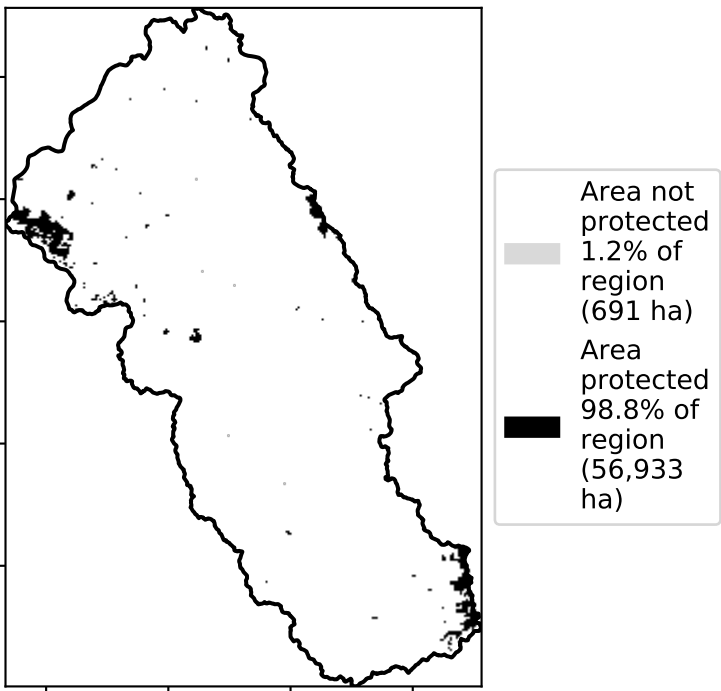 Area not
protected
1.2% of
region
(691 ha)
Area
protected
98.8% of
region
(56,933
ha)